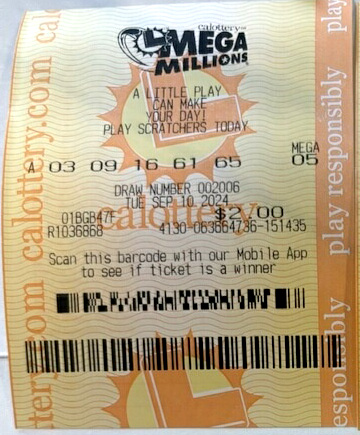 calottery
MEGA
MILLIONS
A LITTLE PLAY
CAN MAKE
YOUR DAY!
PLAY SCRATCHERS TODAY
MEGA
A 03 09 16 61 65 05
DRAW NUMBER 002006
TUE SEP 10 2024
01BGB47F $2.00
R1036868 4130-063664736-151435
Scan this barcode with our Mobile App
to see if ticket is a winner
calottery.com
calottery
play responsibly